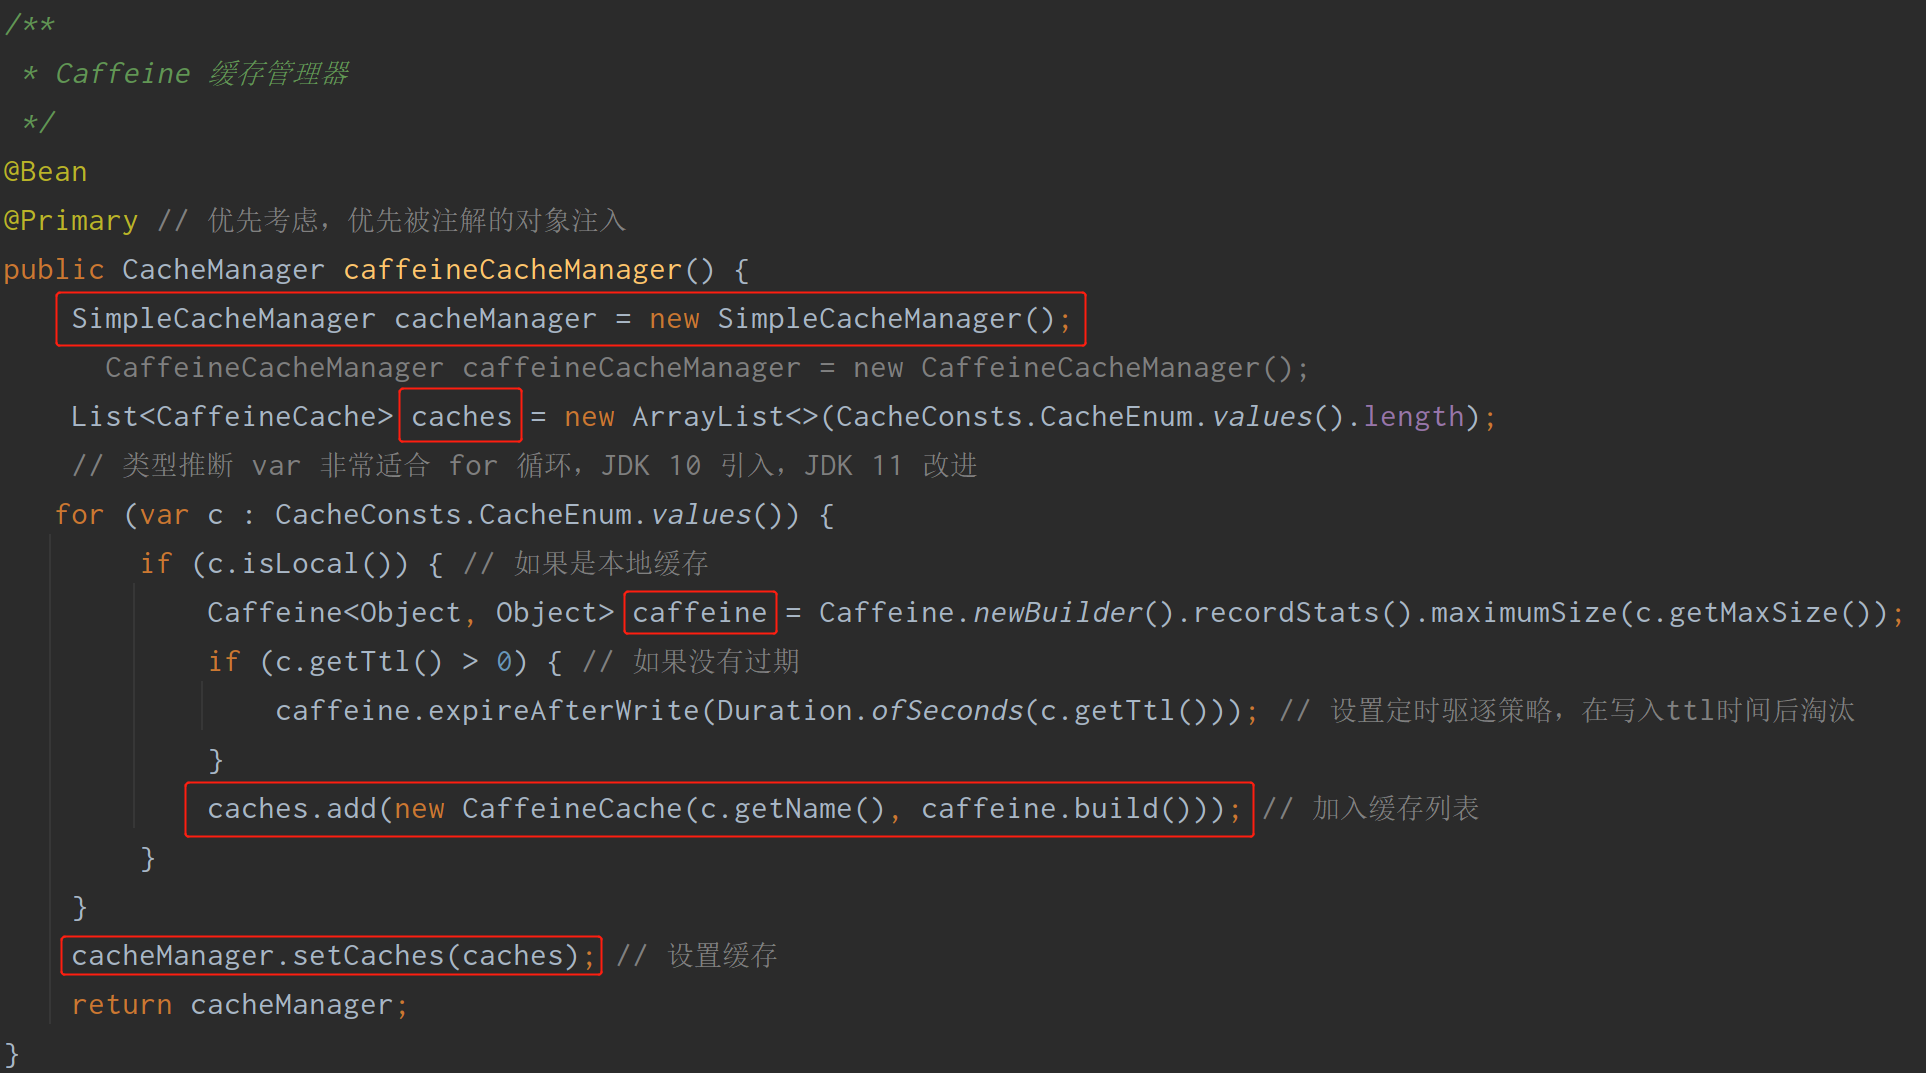 /**
 * Caffeine 缓存管理器
 */
@Bean
@Primary // 优先考虑，优先被注解的对象注入
public CacheManager caffeineCacheManager() {
    SimpleCacheManager cacheManager = new SimpleCacheManager();
      CaffeineCacheManager caffeineCacheManager = new CaffeineCacheManager();
    List<CaffeineCache> caches = new ArrayList<>(CacheConsts.CacheEnum.values().length);
    // 类型推断 var 非常适合 for 循环，JDK 10 引入，JDK 11 改进
   for (var c : CacheConsts.CacheEnum.values()) {
        if (c.isLocal()) { // 如果是本地缓存
            Caffeine<Object, Object> caffeine = Caffeine.newBuilder().recordStats().maximumSize(c.getMaxSize());
            if (c.getTtl() > 0) { // 如果没有过期
                caffeine.expireAfterWrite(Duration.ofSeconds(c.getTtl())); // 设置定时驱逐策略，在写入ttl时间后淘汰
            }
            caches.add(new CaffeineCache(c.getName(), caffeine.build())); // 加入缓存列表
        }
    }
    cacheManager.setCaches(caches); // 设置缓存
    return cacheManager;
}